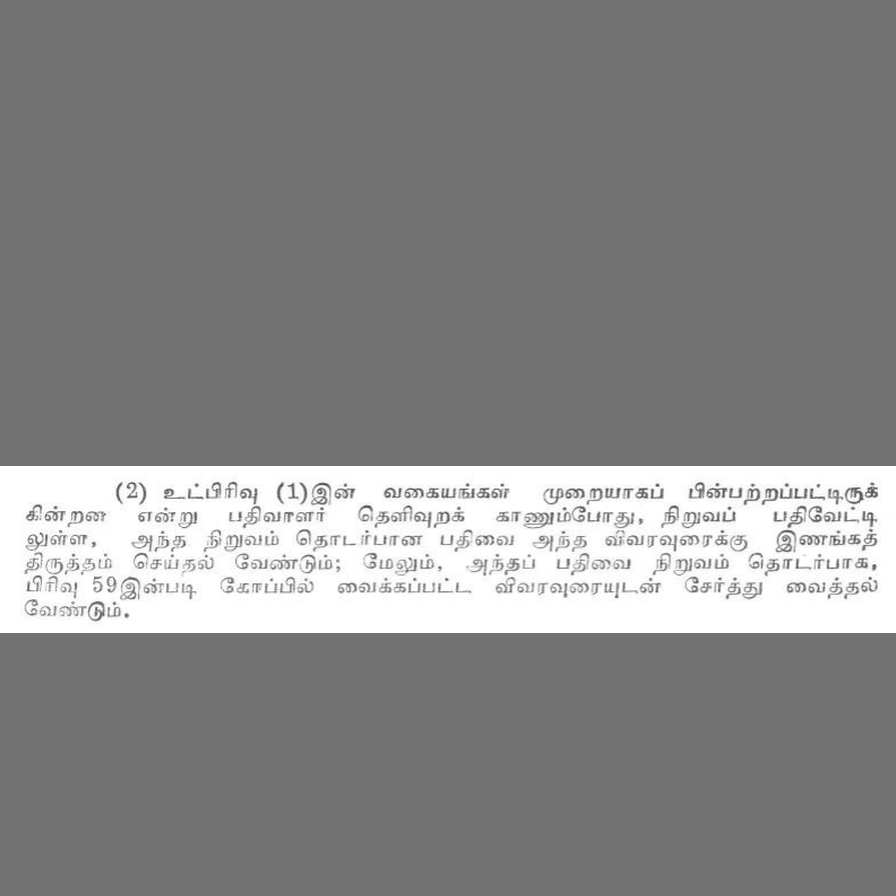 (2) உட்பிரிவு (1)இன் வகையங்கள் முறையாகப் பின்பற்றப்பட்டிருக்
கின்றன என்று பதிவாளர் தெளிவுறக் காணும்போது, நிறுவப் பதிவேட்டி
லுள்ள, அந்த நிறுவம் தொடர்பான பதிவை அந்த விவரவுரைக்கு இணங்கத்
திருத்தம் செய்தல் வேண்டும்; மேலும், அந்தப் பதிவை நிறுவம் தொடர்பாக,
பிரிவு 59இன்படி கோப்பில் வைக்கப்பட்ட விவரவுரையுடன் சேர்த்து வைத்தல்
வேண்டும்.